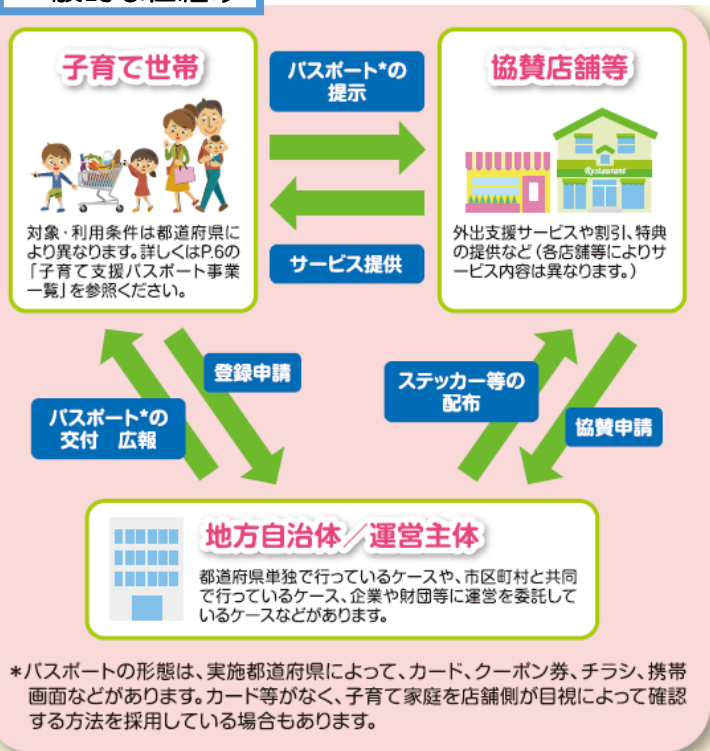 子育て世帯
パスポート*の
提示
協賛店舗等
Restaurant
対象・利用条件は都道府県に
より異なります。詳しくはP.6の
「子育て支援パスポート事業
一覧」を参照ください。
サービス提供
外出支援サービスや割引、特典
の提供など(各店舗等によりサ
ービス内容は異なります。)
登録申請
パスポート*の
交付 広報
ステッカー等の
配布
協賛申請
地方自治体/運営主体
都道府県単独で行っているケースや、市区町村と共同
で行っているケース、企業や財団等に運営を委託して
いるケースなどがあります。
*パスポートの形態は、実施都道府県によって、カード、クーポン券、チラシ、携帯
画面などがあります。カード等がなく、子育て家庭を店舗側が目視によって確認
する方法を採用している場合もあります。